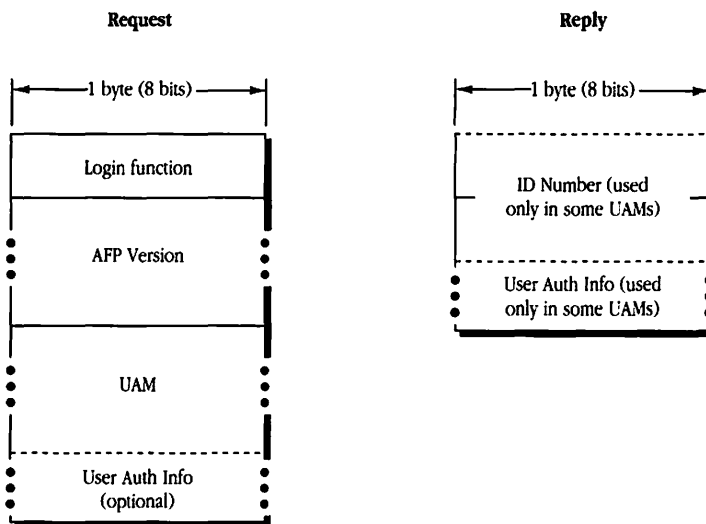 Request
1 byte (8 bits)
Login function
AFP Version
UAM
User Auth Info
(optional)
Reply
1 byte (8 bits)
ID Number (used
only in some UAMs)
User Auth Info (used
only in some UAMs)